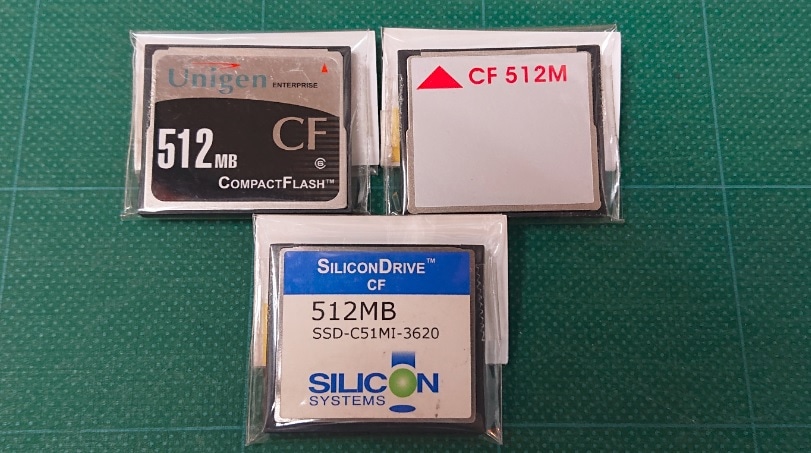 Unigen ENTERPRISE
512MB
CF
COMPACTFLASH™
CF 512M
SILICONDRIVE™
CF
512MB
SSD-C51MI-3620
SILICON
SYSTEMS